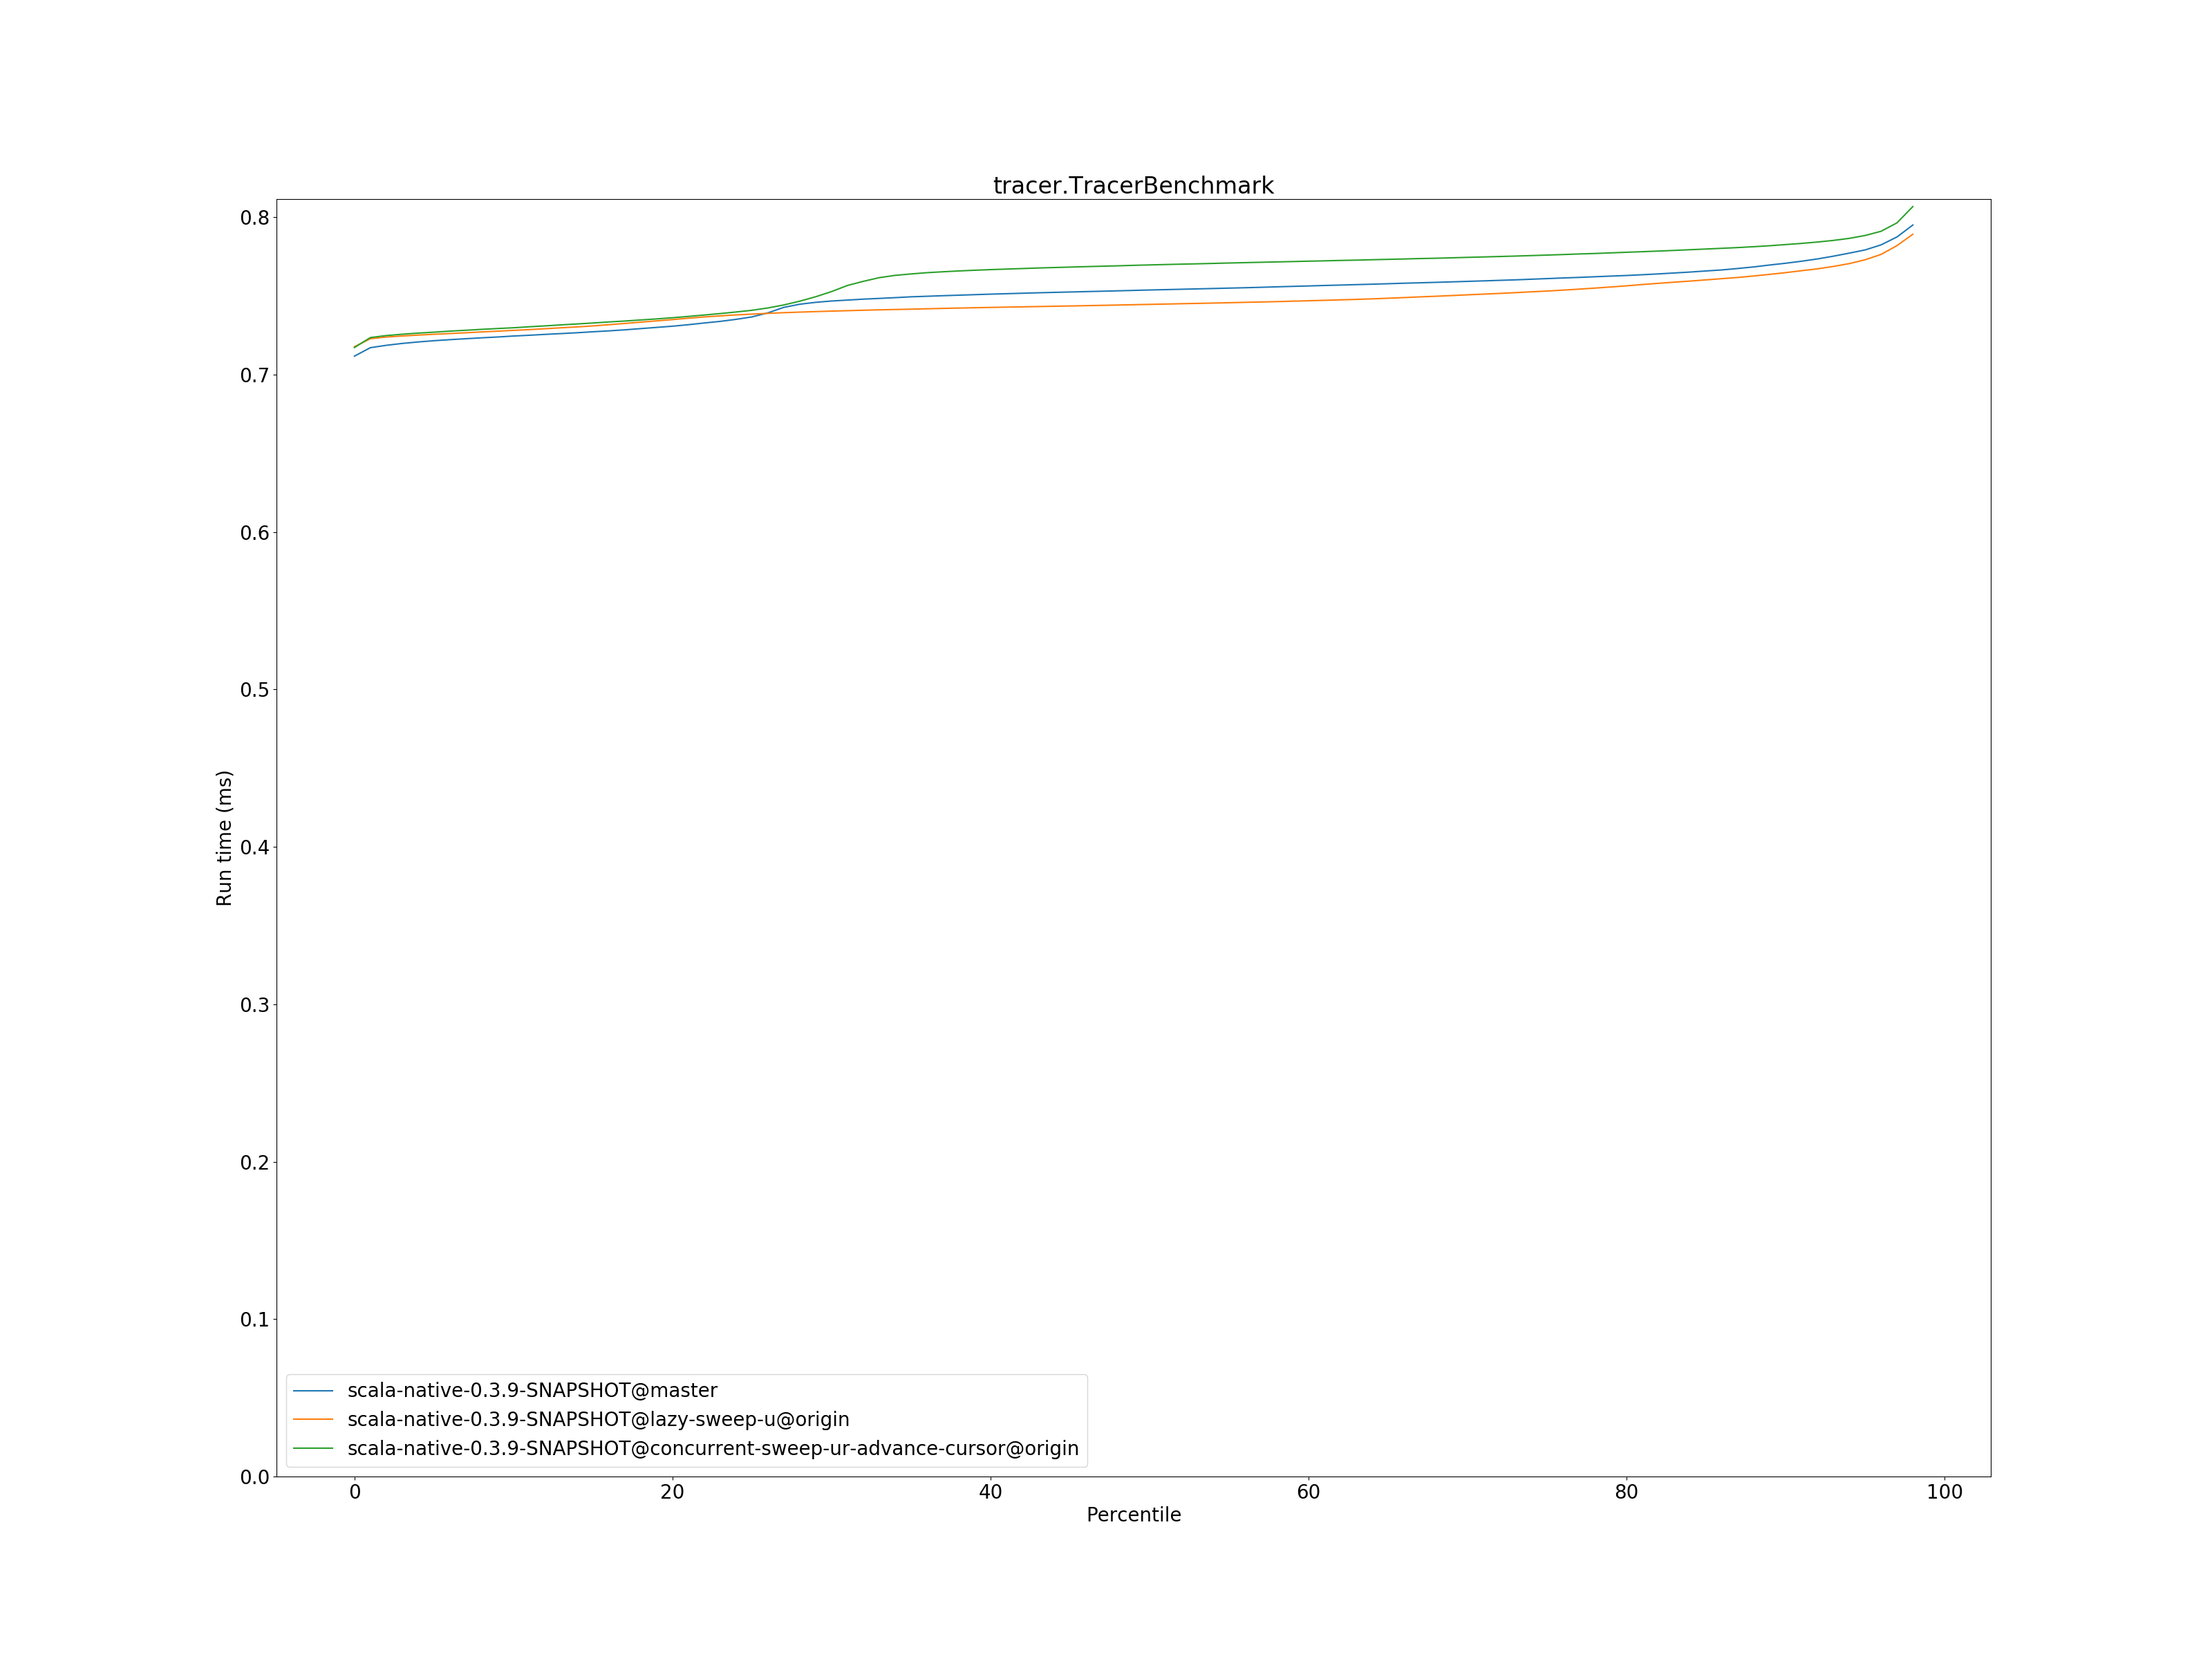 tracer.TracerBenchmark
0.8
0.7
0.6
0.5
0.4
0.3
0.2
0.1
0.0
Run time (ms)
scala-native-0.3.9-SNAPSHOT@master
scala-native-0.3.9-SNAPSHOT@lazy-sweep-u@origin
scala-native-0.3.9-SNAPSHOT@concurrent-sweep-ur-advance-cursor@origin
0 20 40 60 80 100
Percentile